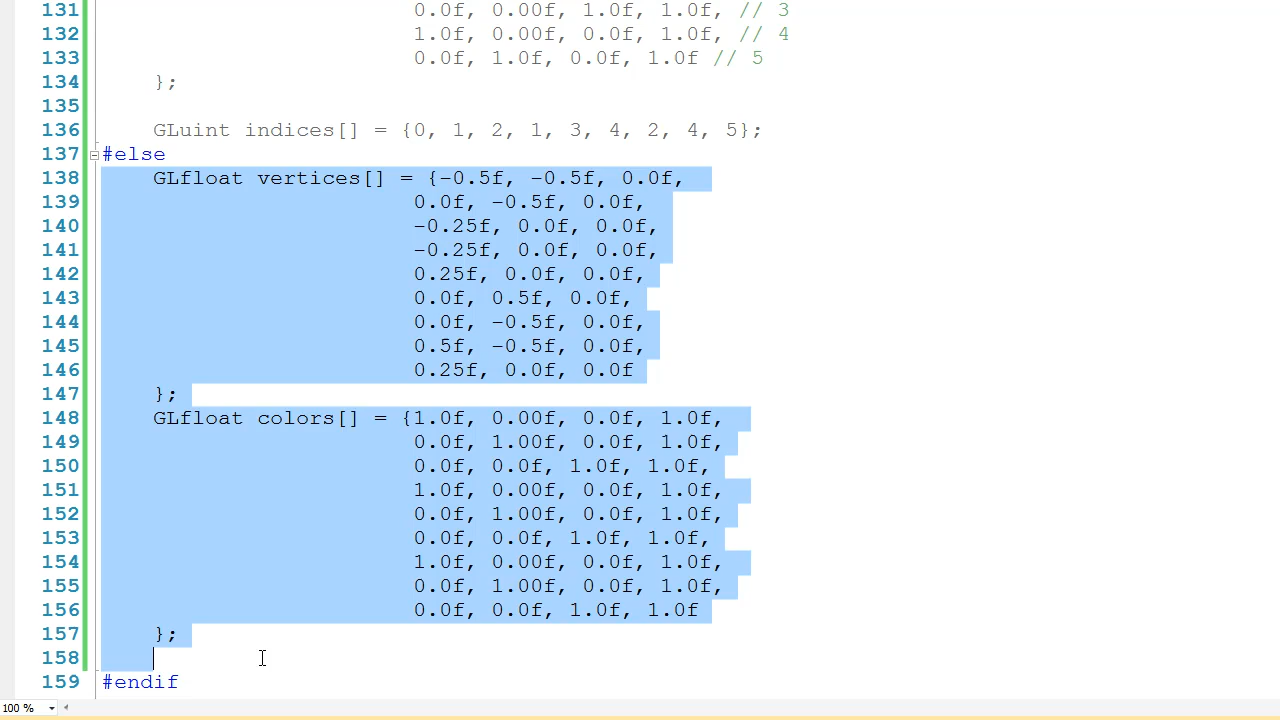 131 0.0f, 0.00f, 1.0f, 1.0f, // 3
132 1.0f, 0.00f, 0.0f, 1.0f, // 4
133 0.0f, 1.0f, 0.0f, 1.0f // 5
134 };
135
136 GLuint indices[] = {0, 1, 2, 1, 3, 4, 2, 4, 5};
137 #else
138 GLfloat vertices[] = {-0.5f, -0.5f, 0.0f,
139 0.0f, -0.5f, 0.0f,
140 -0.25f, 0.0f, 0.0f,
141 -0.25f, 0.0f, 0.0f,
142 0.25f, 0.0f, 0.0f,
143 0.0f, 0.5f, 0.0f,
144 0.0f, -0.5f, 0.0f,
145 0.5f, -0.5f, 0.0f,
146 0.25f, 0.0f, 0.0f
147 };
148 GLfloat colors[] = {1.0f, 0.00f, 0.0f, 1.0f,
149 0.0f, 1.00f, 0.0f, 1.0f,
150 0.0f, 0.0f, 1.0f, 1.0f,
151 1.0f, 0.00f, 0.0f, 1.0f,
152 0.0f, 1.00f, 0.0f, 1.0f,
153 0.0f, 0.0f, 1.0f, 1.0f,
154 1.0f, 0.00f, 0.0f, 1.0f,
155 0.0f, 1.00f, 0.0f, 1.0f,
156 0.0f, 0.0f, 1.0f, 1.0f
157 };
158
159 #endif
100 %